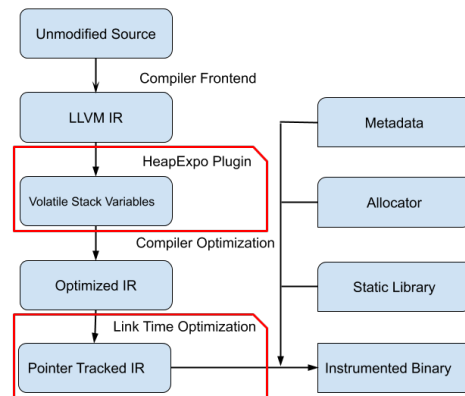 Unmodified Source
Compiler Frontend
LLVM IR
Metadata
HeapExpo Plugin
Volatile Stack Variables
Allocator
Compiler Optimization
Optimized IR
Static Library
Link Time Optimization
Pointer Tracked IR
Instrumented Binary